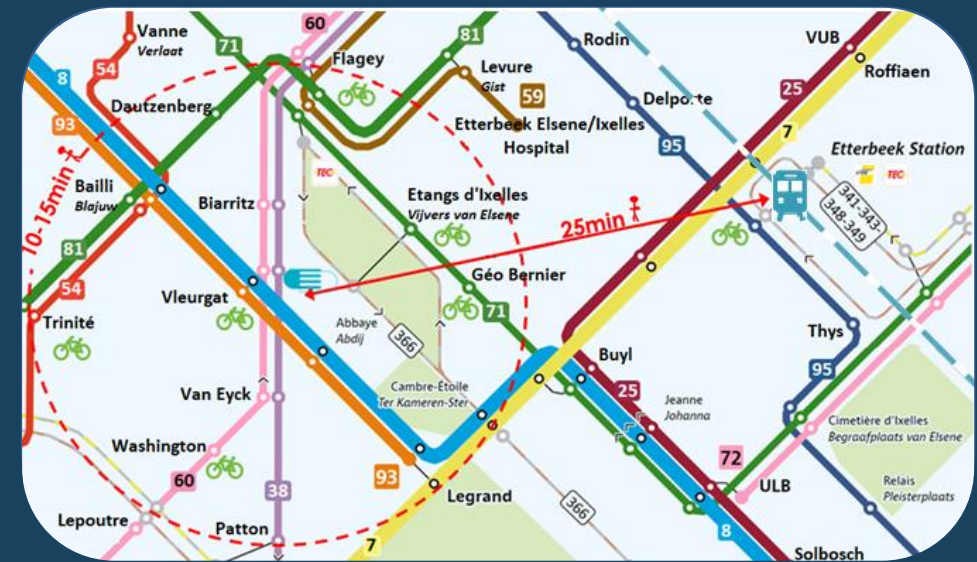 Vanne
Verlaat
60
71
81
Rodin
VUB
8
54
Flagey
Levure
Gist
Roffiaen
59
25
Dautzenberg
Delporte
93
Etterbeek Elsene/Ixelles
Hospital
7
95
Etterbeek Station
TEC
TEC
10-15min
Bailli
Blajuw
Biarritz
Etangs d'Ixelles
Vijvers van Elsene
341-343-
348-349
25min
81
54
Géo Bernier
Vleurgat
71
Trinité
Abbaye
Abdij
366
Thys
Buyl
95
Van Eyck
Cambre-Étoile
Ter Kameren-Ster
25
Jeanne
Johanna
Cimetière d'Ixelles
Begraafplaats van Elsene
Washington
60
93
72
38
Legrand
ULB
Relais
Pleisterplaats
366
Lepoutre
Patton
7
8
Solbosch